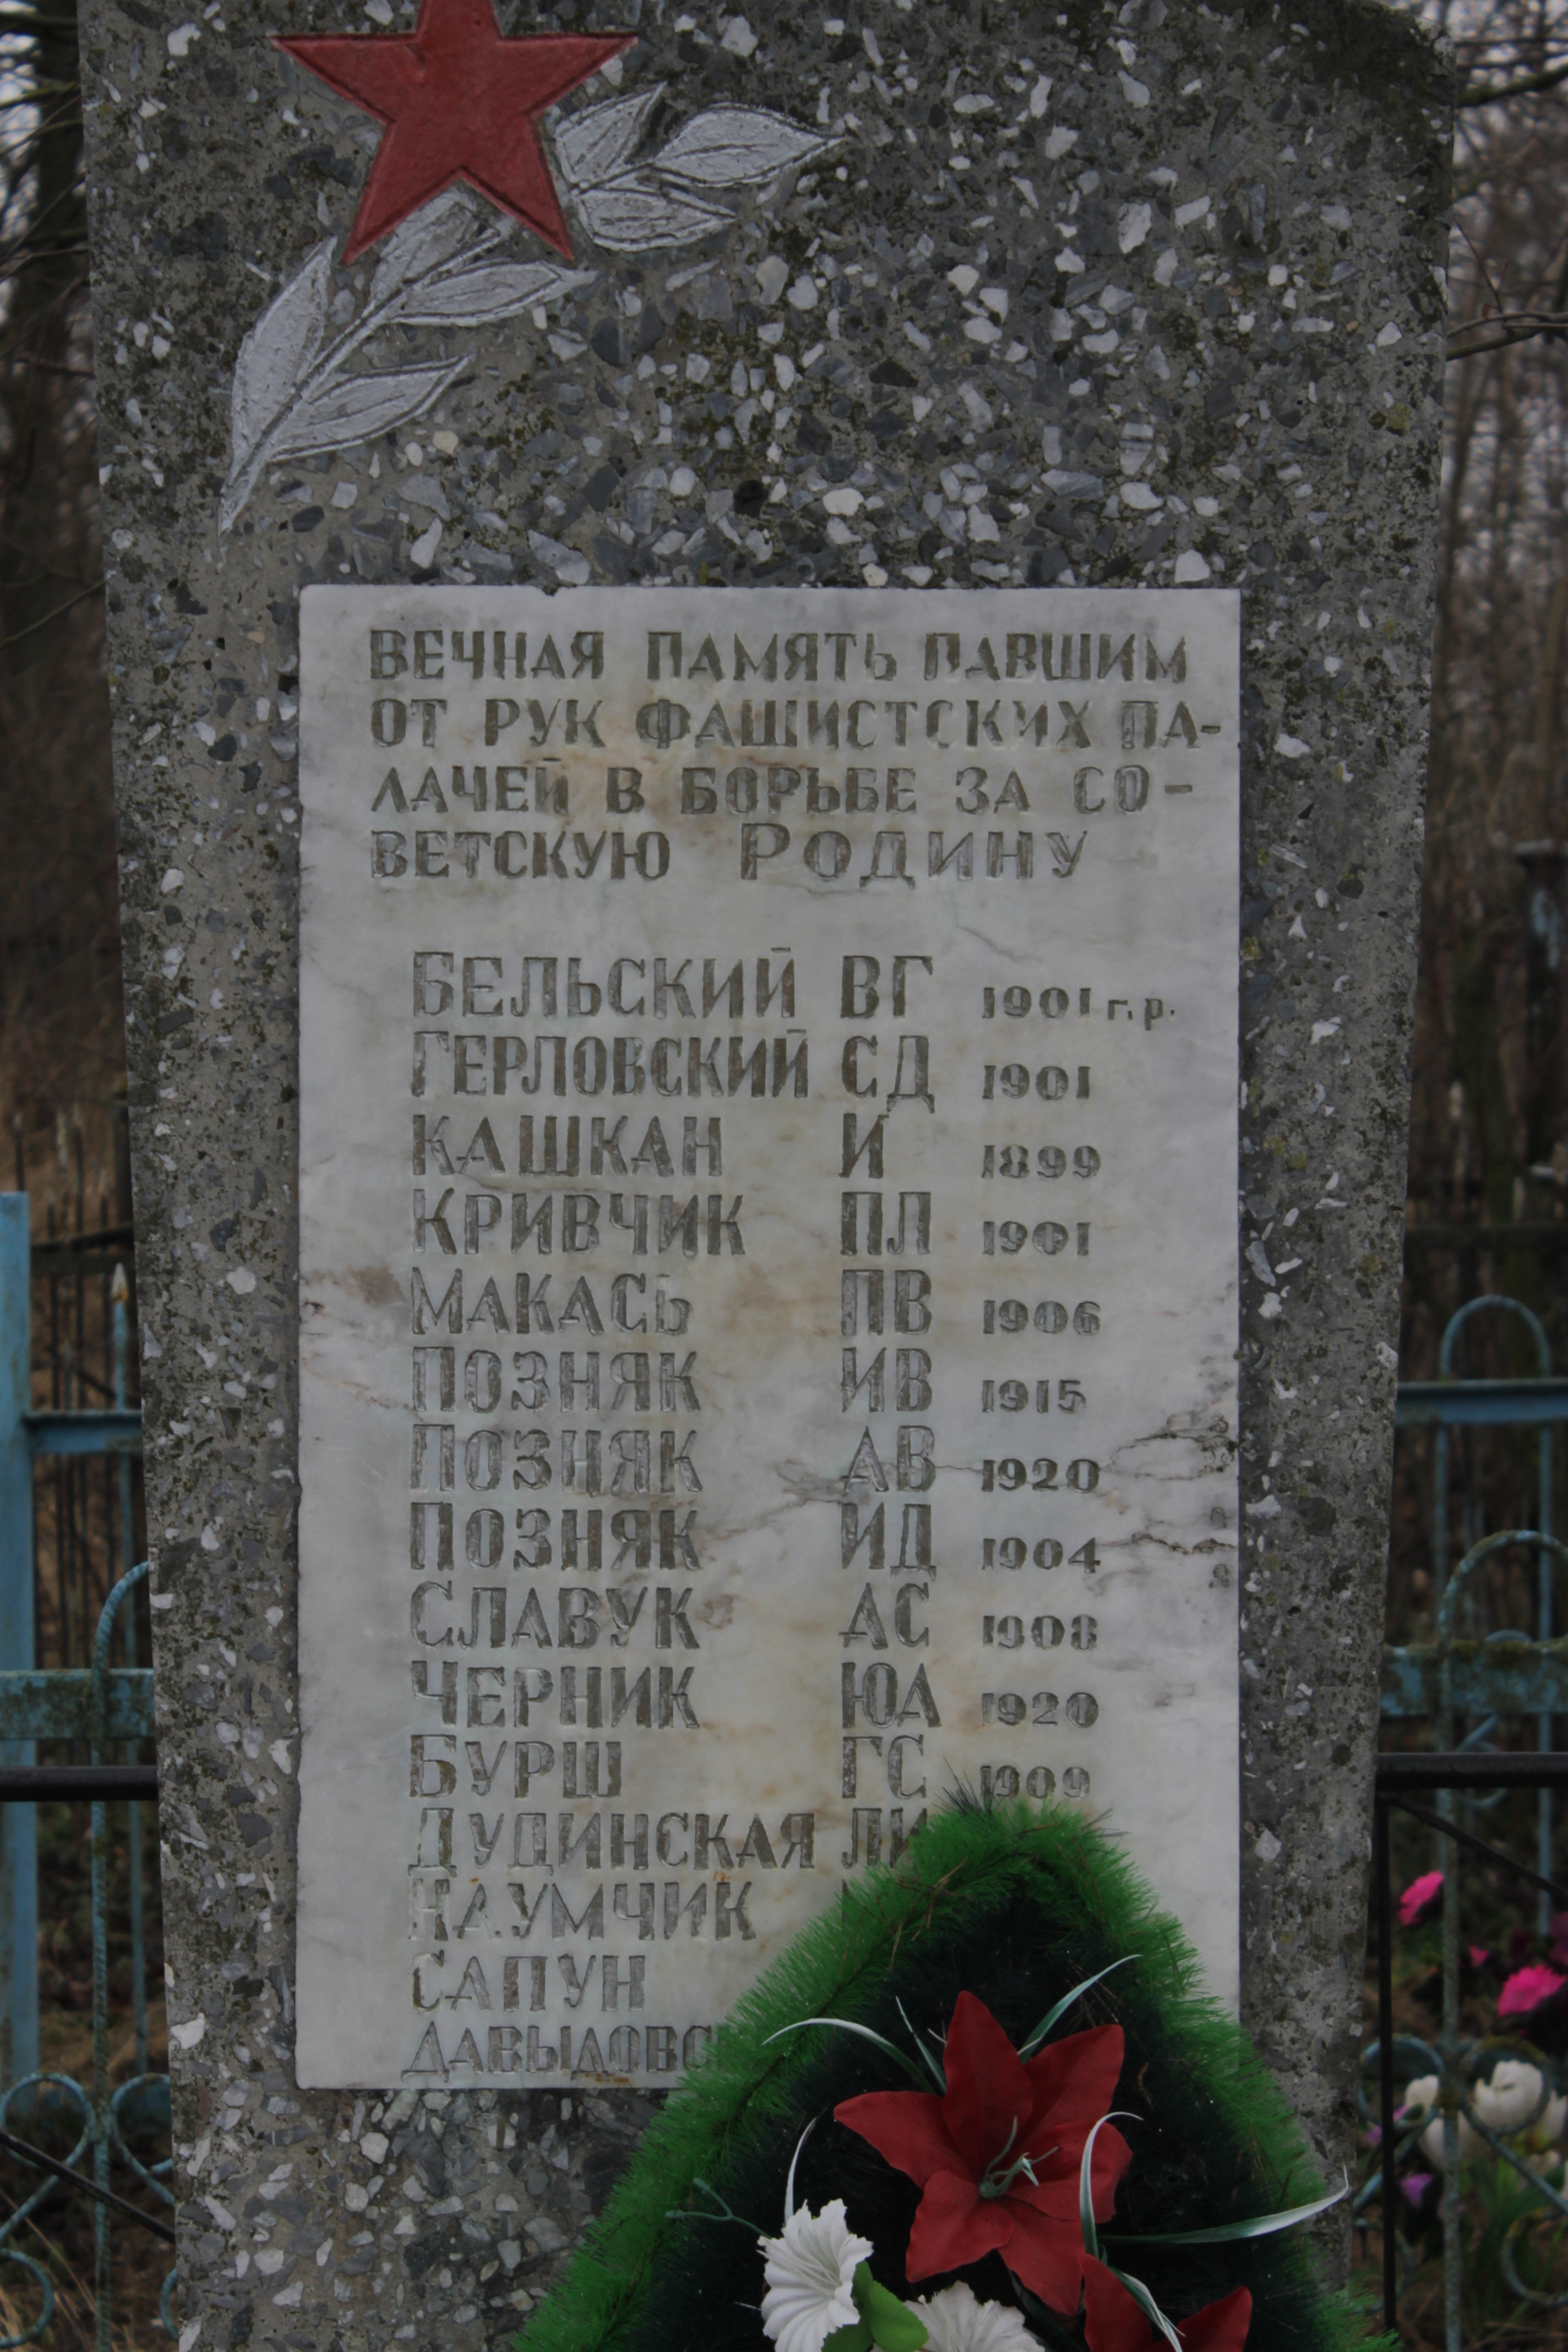 ВЕЧНАЯ ПАМЯТЬ ПАВШИМ
ОТ РУК ФАШИСТСКИХ ПА-
ЛАЧЕЙ В БОРЬБЕ ЗА СО-
ВЕТСКУЮ РОДИНУ
БЕЛЬСКИЙ ВГ 1901 г.р.
ГЕРЛОВСКИЙ СД 1901
КАШКАН И 1899
КРИВЧИК ПЛ 1901
МАКАСЬ ПВ 1906
ПОЗНЯК ИВ 1915
ПОЗНЯК АВ 1920
ПОЗНЯК ИД 1904
СЛАВУК АС 1908
ЧЕРНИК ЮА 1920
БУРШ ГС 1909
ДУДИНСКАЯ ЛИ
НАУМЧИК
САПУН